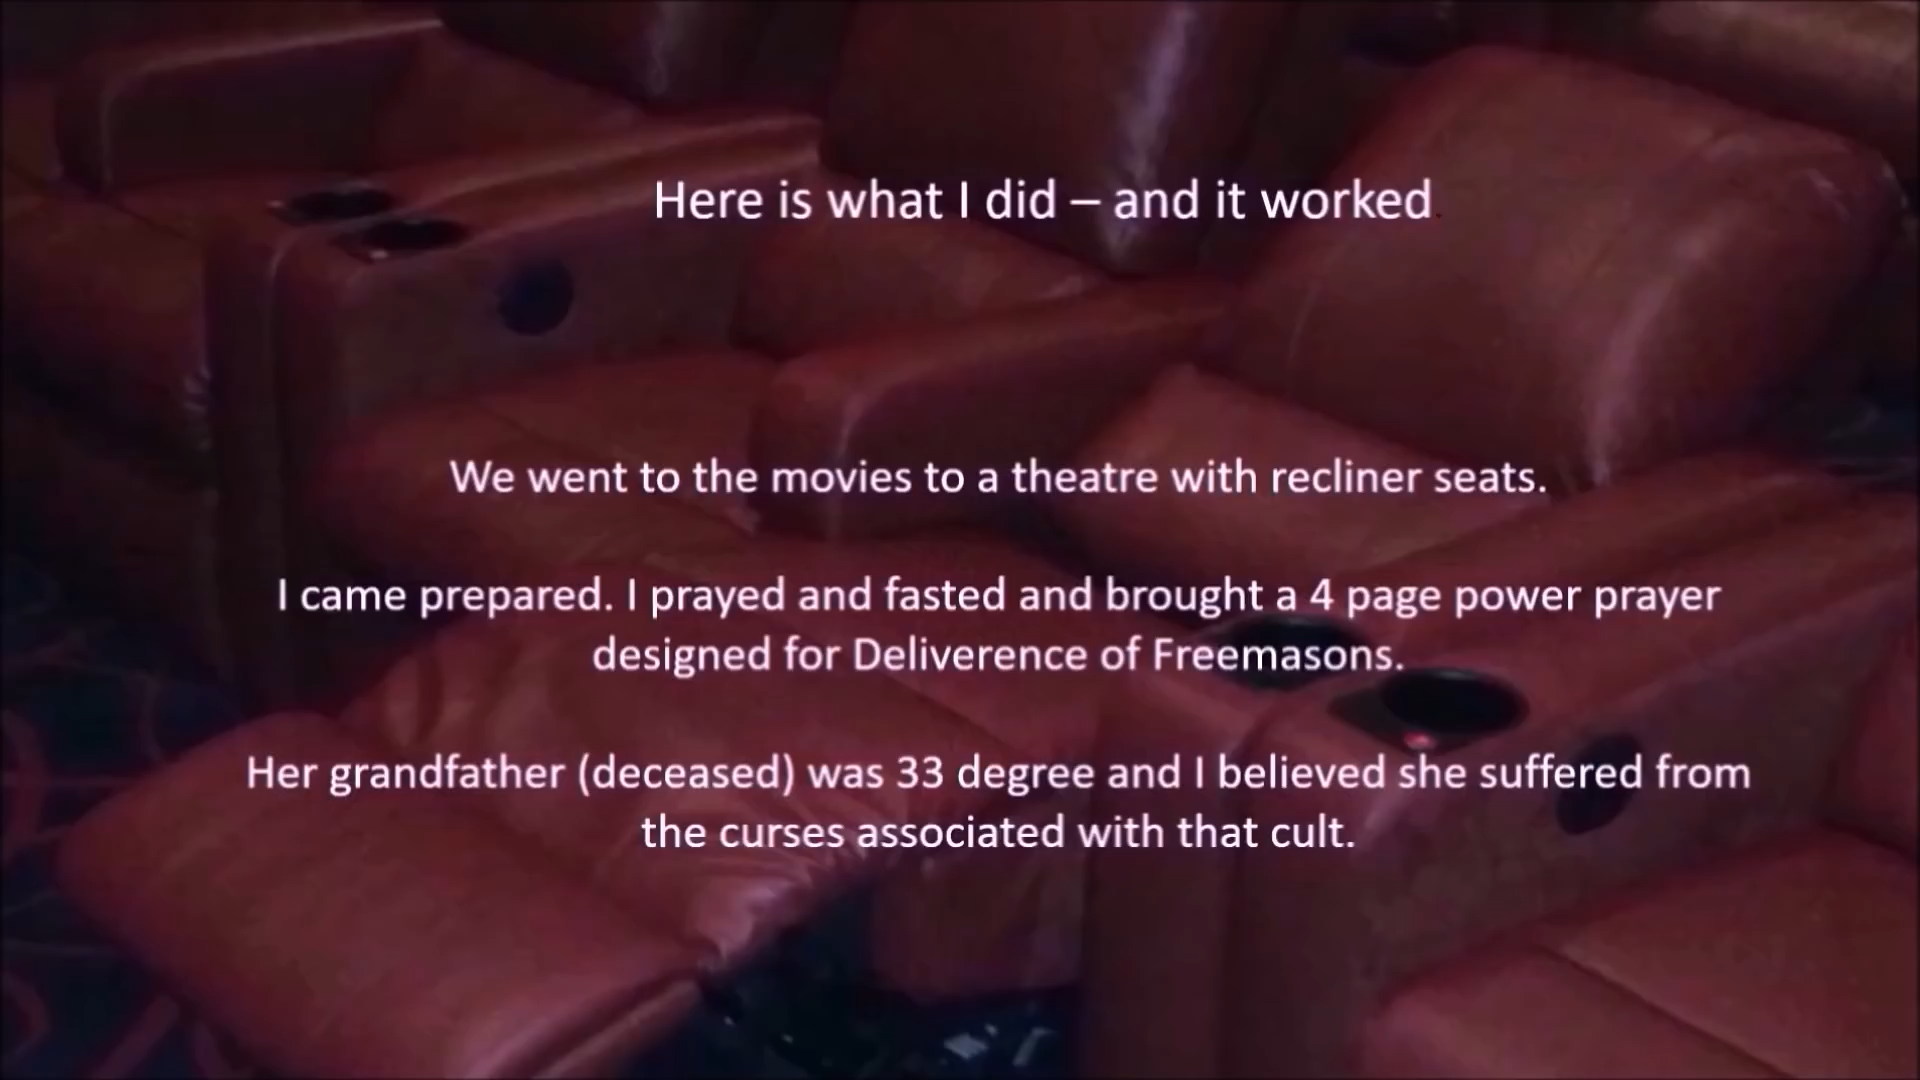 Here is what I did – and it worked.
We went to the movies to a theatre with recliner seats.
I came prepared. I prayed and fasted and brought a 4 page power prayer
designed for Deliverence of Freemasons.
Her grandfather (deceased) was 33 degree and I believed she suffered from
the curses associated with that cult.